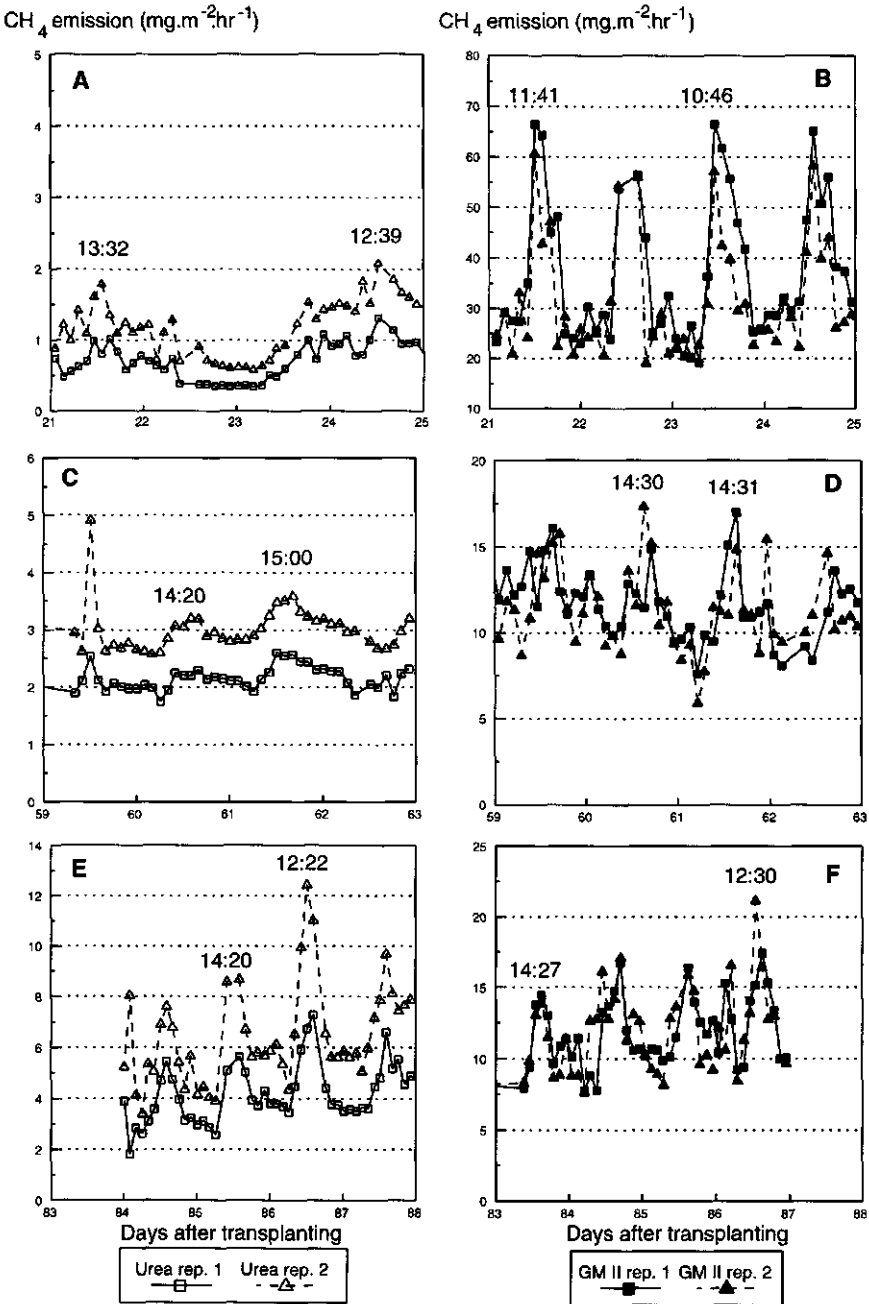 CH4 emission (mg.m-2.hr-1)
CH4 emission (mg.m-2.hr-1)
A
5
4
3
2
1
0
13:32
12:39
21 22 23 24 25
B
80
70
60
50
40
30
20
10
11:41
10:46
21 22 23 24 25
C
6
5
4
3
2
1
0
14:20
15:00
59 60 61 62 63
D
20
15
10
5
0
14:30
14:31
59 60 61 62 63
E
14
12
10
8
6
4
2
0
14:20
12:22
83 84 85 86 87 88
Days after transplanting
Urea rep. 1 Urea rep. 2
F
25
20
15
10
5
0
14:27
12:30
83 84 85 86 87 88
Days after transplanting
GM II rep. 1 GM II rep. 2